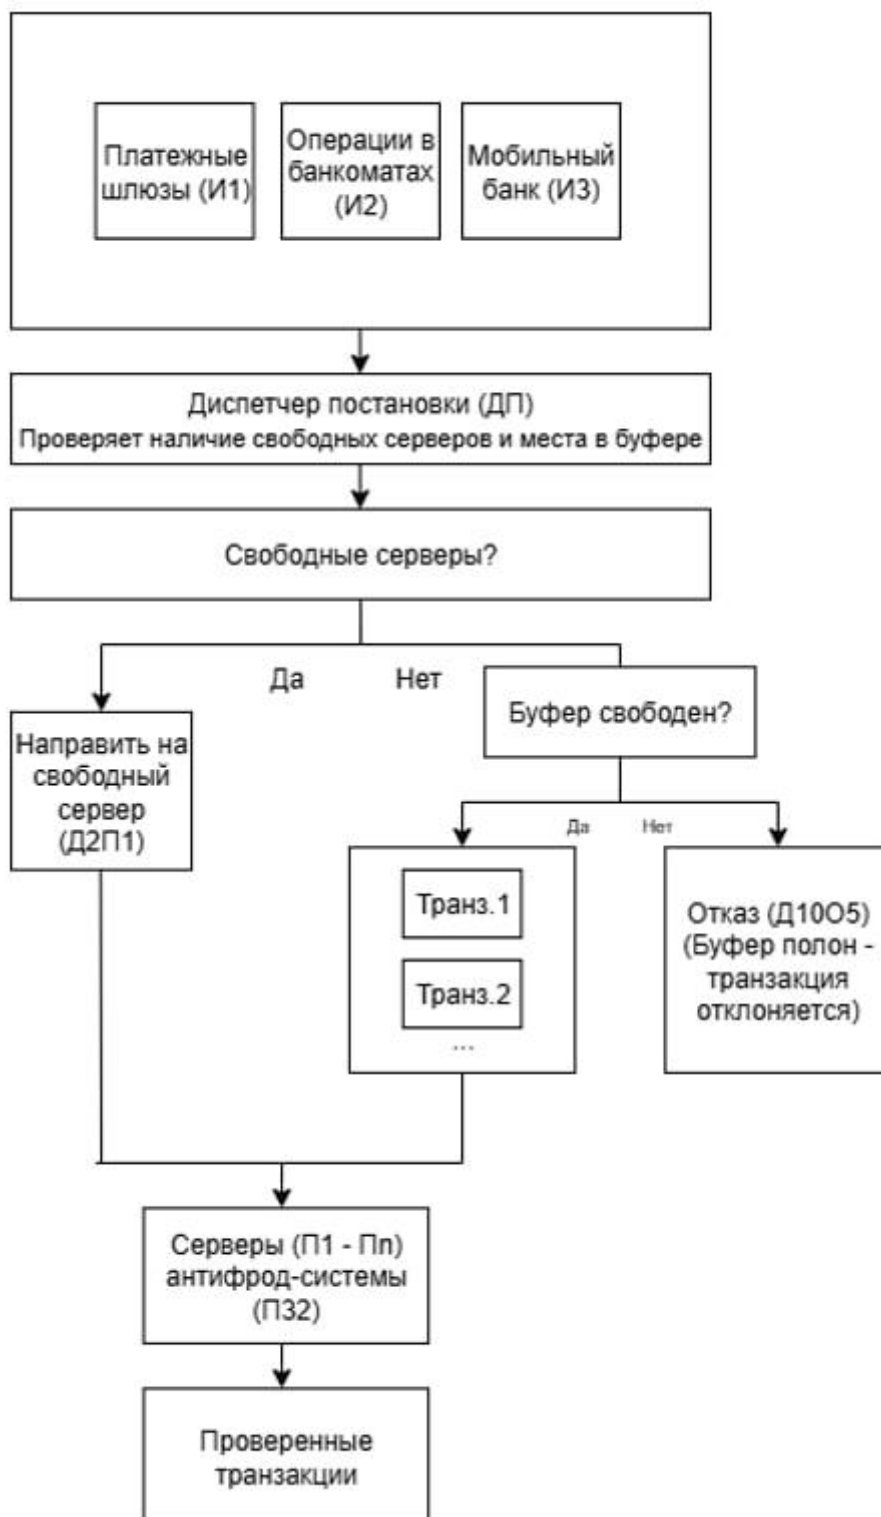 Платежные
шлюзы (И1)
Операции в
банкоматах
(И2)
Мобильный
банк (И3)
Диспетчер постановки (ДП)
Проверяет наличие свободных серверов и места в буфере
Свободные серверы?
Да
Нет
Буфер свободен?
Направить на
свободный
сервер
(Д2П1)
Да
Нет
Транз.1
Транз.2
...
Отказ (Д10О5)
(Буфер полон -
транзакция
отклоняется)
Серверы (П1 - Пn)
антифрод-системы
(П32)
Проверенные
транзакции